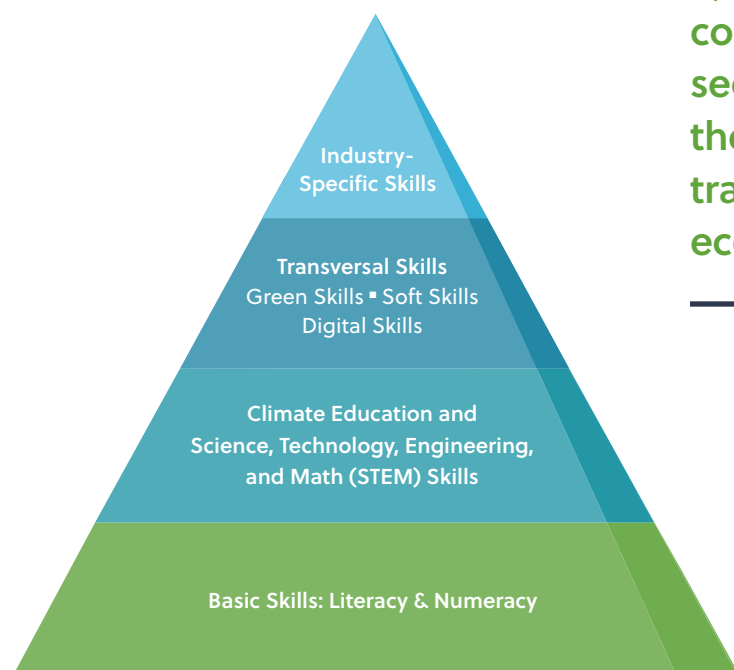 Industry-
Specific Skills
Transversal Skills
Green Skills ▪ Soft Skills
Digital Skills
Climate Education and
Science, Technology, Engineering,
and Math (STEM) Skills
Basic Skills: Literacy & Numeracy